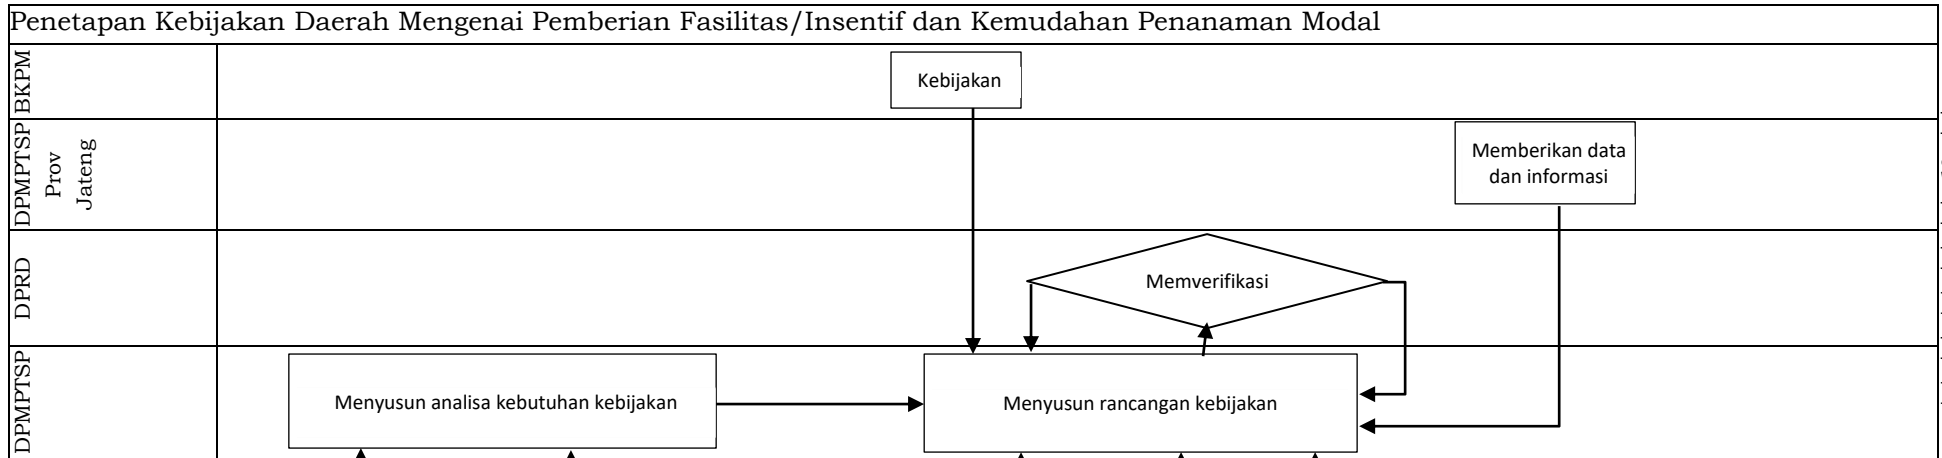 Penetapan Kebijakan Daerah Mengenai Pemberian Fasilitas/Insentif dan Kemudahan Penanaman Modal
BKPM
Kebijakan
DPMPTSP
Prov
Jateng
Memberikan data
dan informasi
DPRD
Memverifikasi
DPMPTSP
Menyusun analisa kebutuhan kebijakan
Menyusun rancangan kebijakan